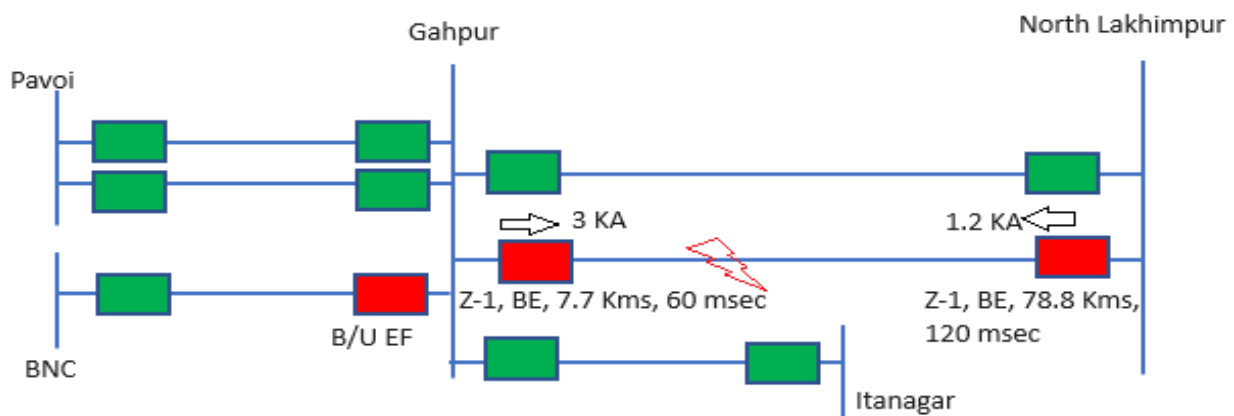 North Lakhimpur
Gahpur
Pavoi
3 KA
1.2 KA
Z-1, BE, 7.7 Kms, 60 msec
Z-1, BE, 78.8 Kms,
120 msec
B/U EF
BNC
Itanagar